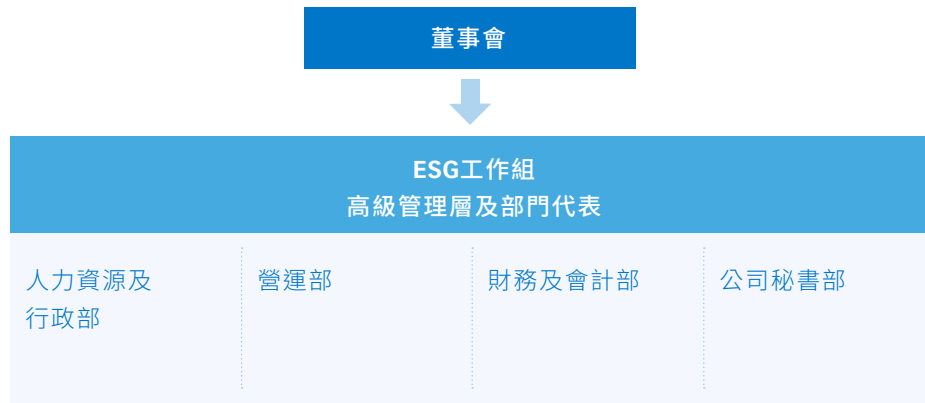 董事會
ESG工作組
高級管理層及部門代表
人力資源及
行政部
營運部
財務及會計部
公司秘書部